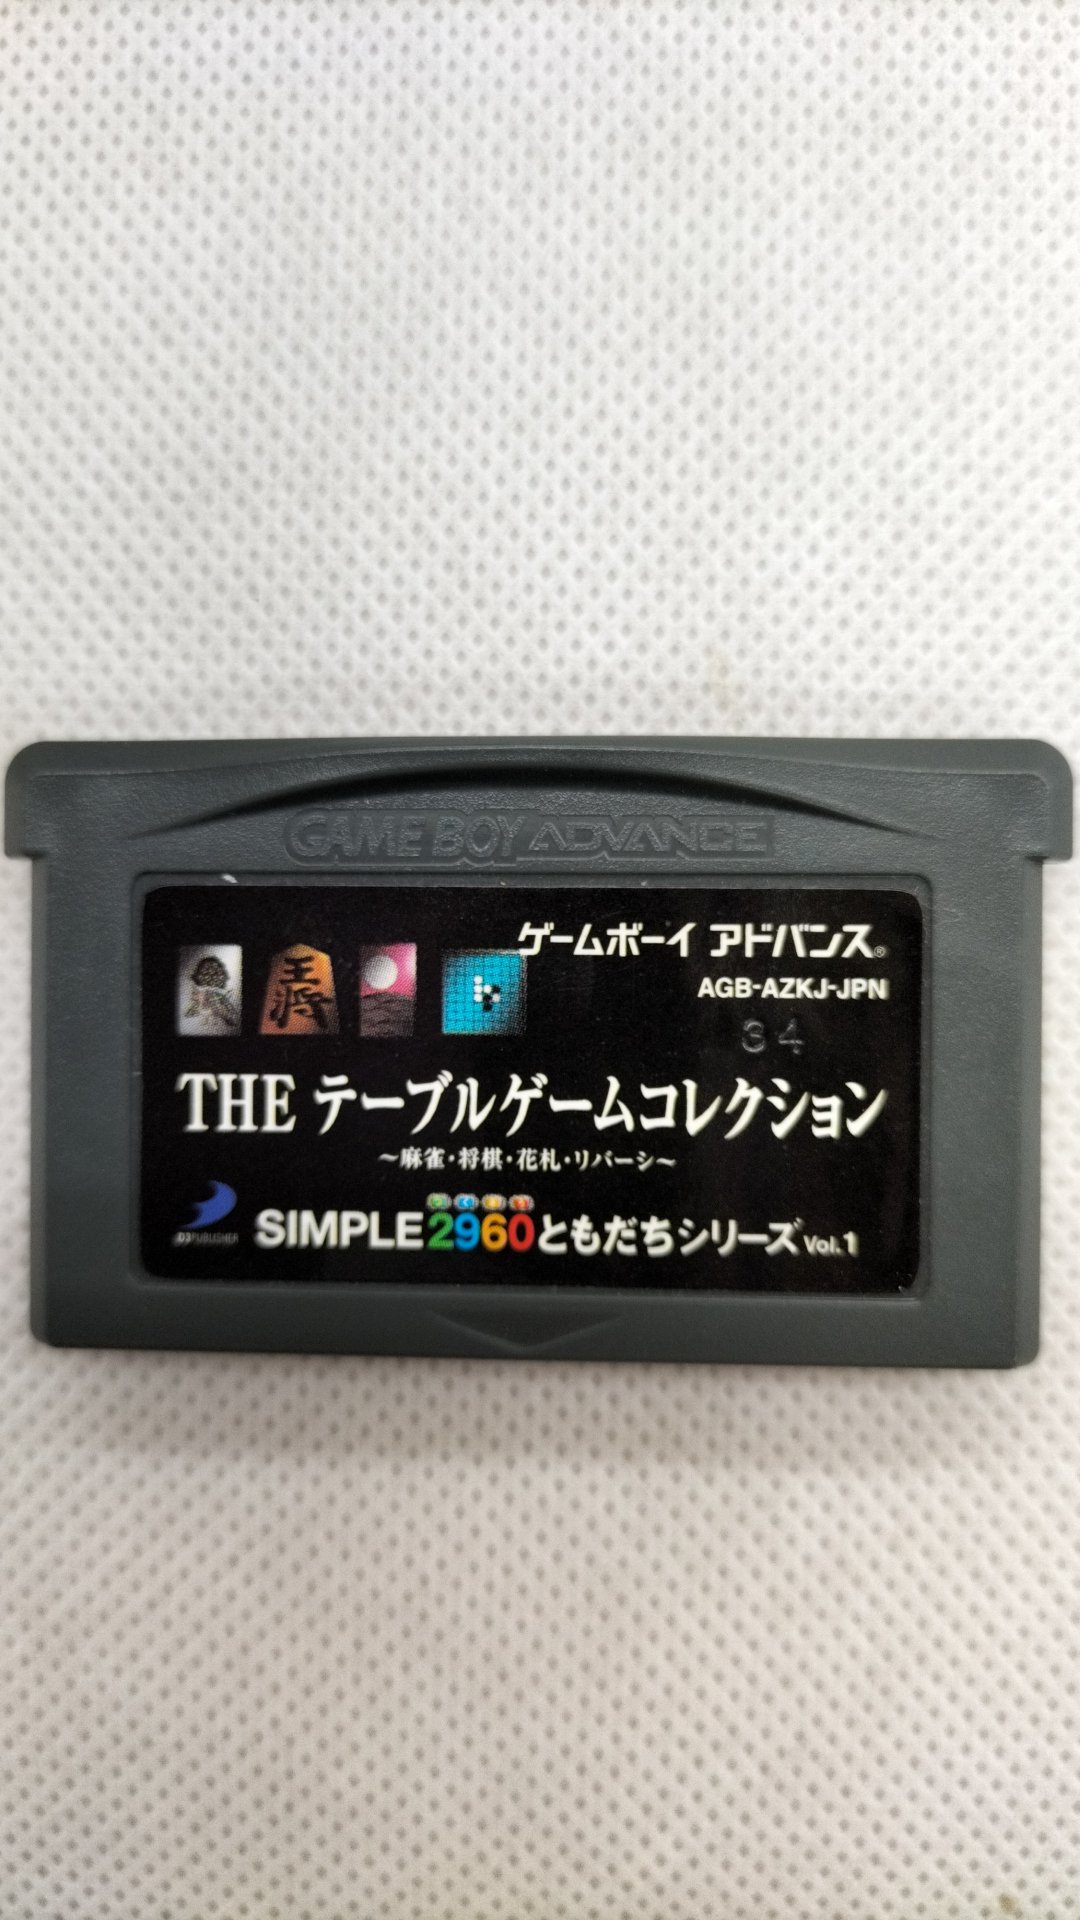 GAME BOY ADVANCE
ゲームボーイ アドバンス®
AGB-AZKJ-JPN
34
王将
THE テーブルゲームコレクション
〜麻雀・将棋・花札・リバーシ〜
D3PUBLISHER
SIMPLE2960ともだちシリーズ Vol.1